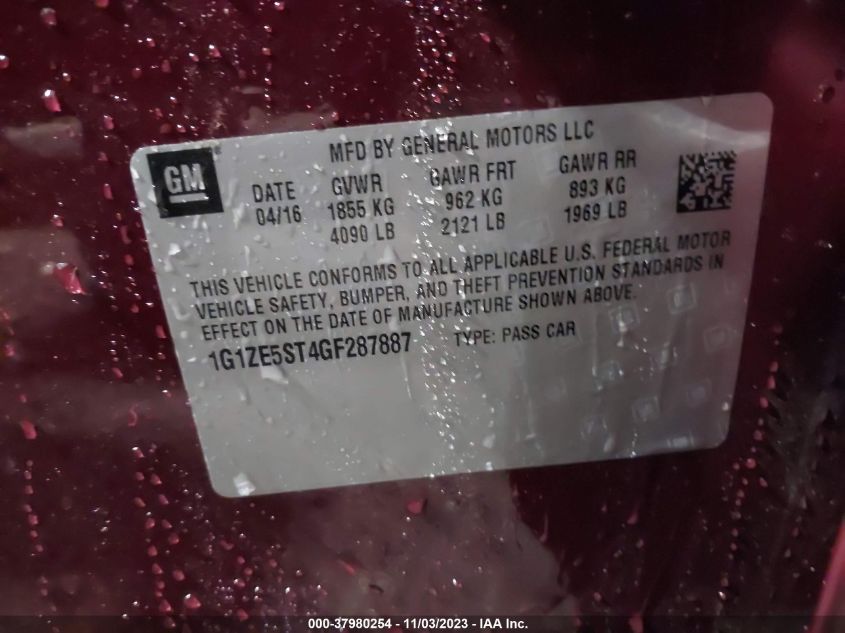 MFD BY GENERAL MOTORS LLC
GM
DATE GVWR GAWR FRT GAWR RR
04/16 1855 KG 962 KG 893 KG
4090 LB 2121 LB 1969 LB
THIS VEHICLE CONFORMS TO ALL APPLICABLE U.S. FEDERAL MOTOR
VEHICLE SAFETY, BUMPER, AND THEFT PREVENTION STANDARDS IN
EFFECT ON THE DATE OF MANUFACTURE SHOWN ABOVE.
1G1ZE5ST4GF287887 TYPE: PASS CAR
000-37980254 - 11/03/2023 - IAA Inc.